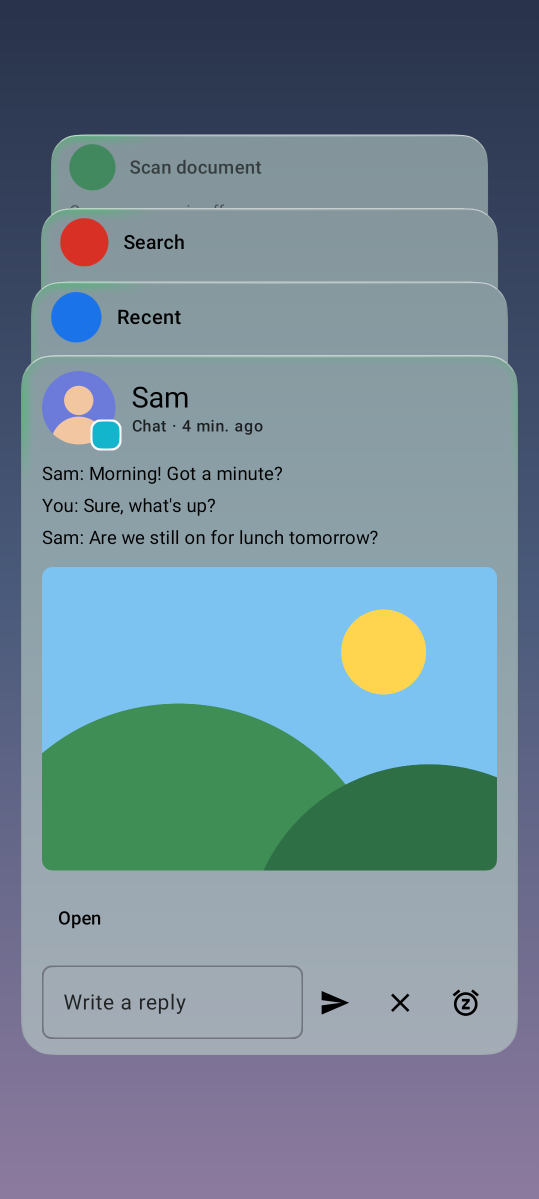 Scan document
Search
Recent
Sam
Chat · 4 min. ago
Sam: Morning! Got a minute?
You: Sure, what's up?
Sam: Are we still on for lunch tomorrow?
Open
Write a reply